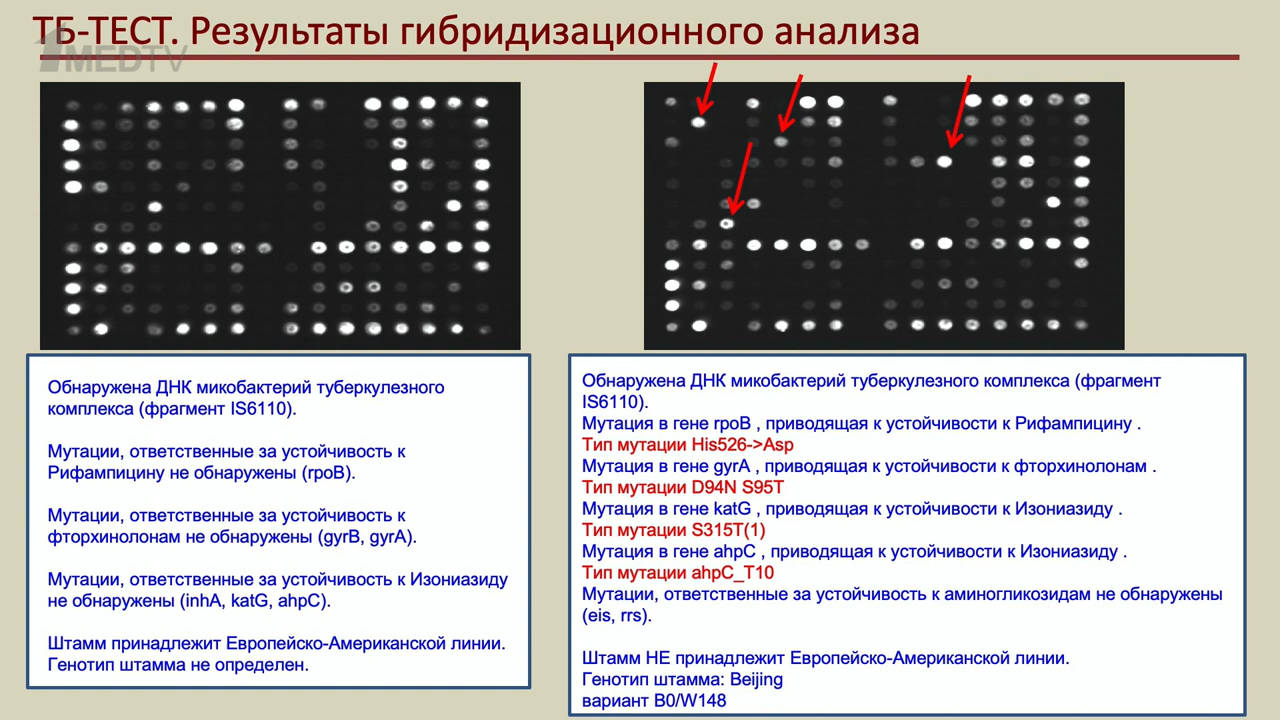 ТБ-ТЕСТ. Результаты гибридизационного анализа
1MEDTV
Обнаружена ДНК микобактерий туберкулезного
комплекса (фрагмент IS6110).
Мутации, ответственные за устойчивость к
Рифампицину не обнаружены (rpoB).
Мутации, ответственные за устойчивость к
фторхинолонам не обнаружены (gyrB, gyrA).
Мутации, ответственные за устойчивость к Изониазиду
не обнаружены (inhA, katG, ahpC).
Штамм принадлежит Европейско-Американской линии.
Генотип штамма не определен.
Обнаружена ДНК микобактерий туберкулезного комплекса (фрагмент
IS6110).
Мутация в гене rpoB , приводящая к устойчивости к Рифампицину .
Тип мутации His526->Asp
Мутация в гене gyrA , приводящая к устойчивости к фторхинолонам .
Тип мутации D94N S95T
Мутация в гене katG , приводящая к устойчивости к Изониазиду .
Тип мутации S315T(1)
Мутация в гене ahpC , приводящая к устойчивости к Изониазиду .
Тип мутации ahpC_T10
Мутации, ответственные за устойчивость к аминогликозидам не обнаружены
(eis, rrs).
Штамм НЕ принадлежит Европейско-Американской линии.
Генотип штамма: Beijing
вариант B0/W148